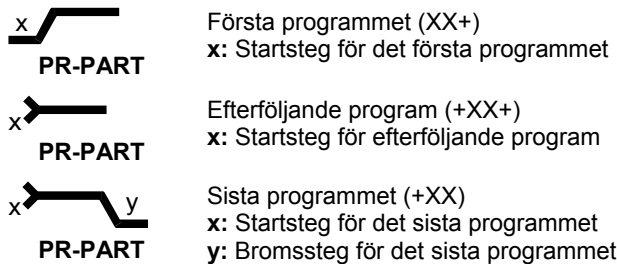 x
PR-PART
Första programmet (XX+)
x: Startsteg för det första programmet
x
PR-PART
Efterföljande program (+XX+)
x: Startsteg för efterföljande program
x y
PR-PART
Sista programmet (+XX)
x: Startsteg för det sista programmet
y: Bromssteg för det sista programmet